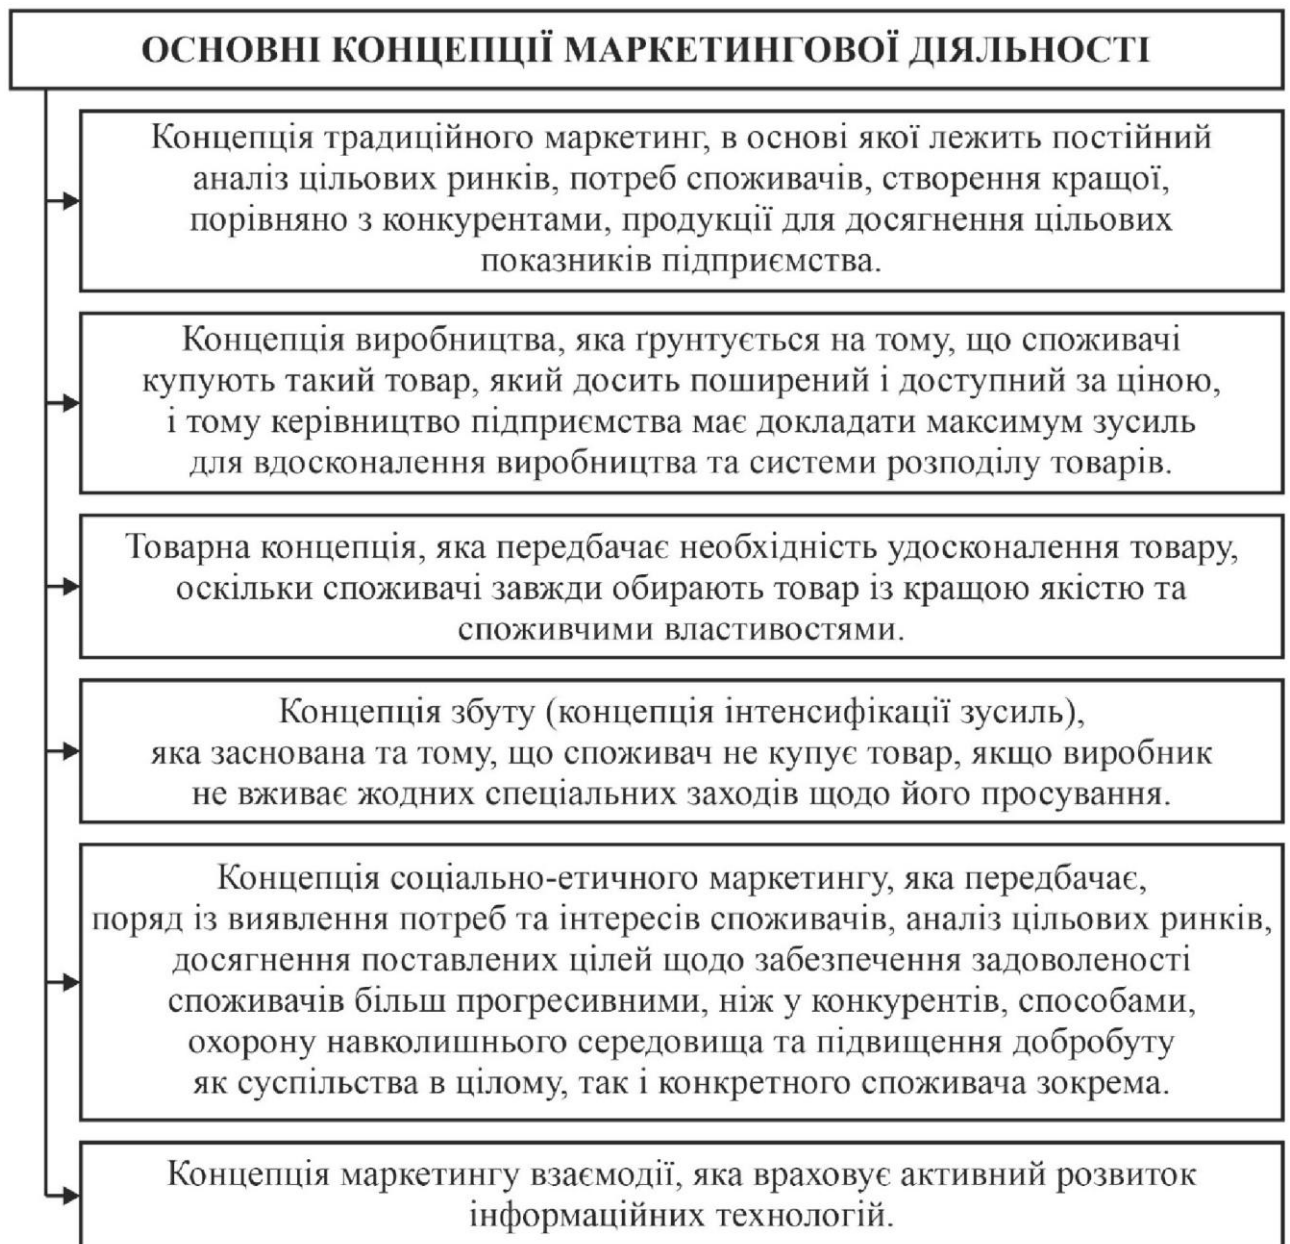 ОСНОВНІ КОНЦЕПЦІЇ МАРКЕТИНГОВОЇ ДІЯЛЬНОСТІ
Концепція традиційного маркетинг, в основі якої лежить постійний
аналіз цільових ринків, потреб споживачів, створення кращої,
порівняно з конкурентами, продукції для досягнення цільових
показників підприємства.
Концепція виробництва, яка ґрунтується на тому, що споживачі
купують такий товар, який досить поширений і доступний за ціною,
і тому керівництво підприємства має докладати максимум зусиль
для вдосконалення виробництва та системи розподілу товарів.
Товарна концепція, яка передбачає необхідність удосконалення товару,
оскільки споживачі завжди обирають товар із кращою якістю та
споживчими властивостями.
Концепція збуту (концепція інтенсифікації зусиль),
яка заснована та тому, що споживач не купує товар, якщо виробник
не вживає жодних спеціальних заходів щодо його просування.
Концепція соціально-етичного маркетингу, яка передбачає,
поряд із виявлення потреб та інтересів споживачів, аналіз цільових ринків,
досягнення поставлених цілей щодо забезпечення задоволеності
споживачів більш прогресивними, ніж у конкурентів, способами,
охорону навколишнього середовища та підвищення добробуту
як суспільства в цілому, так і конкретного споживача зокрема.
Концепція маркетингу взаємодії, яка враховує активний розвиток
інформаційних технологій.